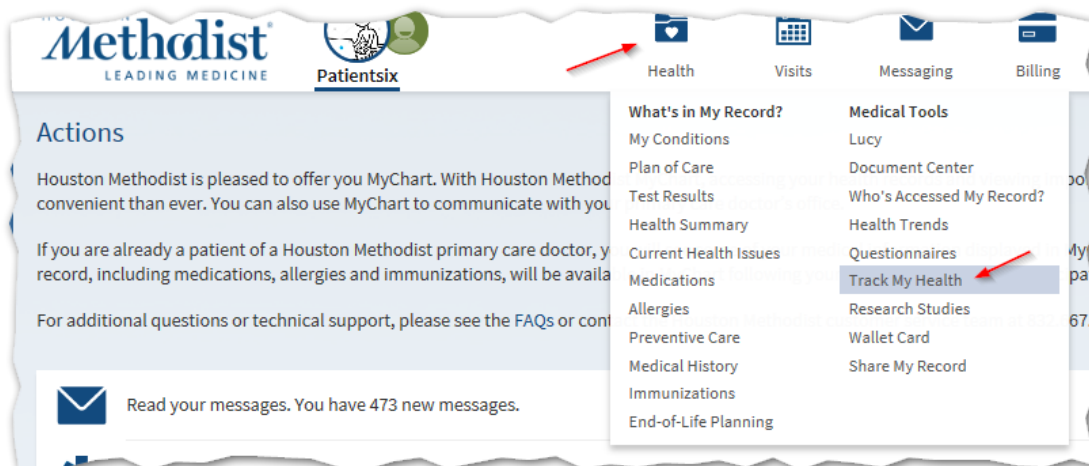 Methodist
LEADING MEDICINE
Patientsix
Health
Visits
Messaging
Billing
Actions
Houston Methodist is pleased to offer you MyChart. With Houston Method
convenient than ever. You can also use MyChart to communicate with you
If you are already a patient of a Houston Methodist primary care doctor, y
record, including medications, allergies and immunizations, will be availa
For additional questions or technical support, please see the FAQs or cont
Read your messages. You have 473 new messages.
What's in My Record?
My Conditions
Plan of Care
Test Results
Health Summary
Current Health Issues
Medications
Allergies
Preventive Care
Medical History
Immunizations
End-of-Life Planning
Medical Tools
Lucy
Document Center
Who's Accessed My Record?
Health Trends
Questionnaires
Track My Health
Research Studies
Wallet Card
Share My Record